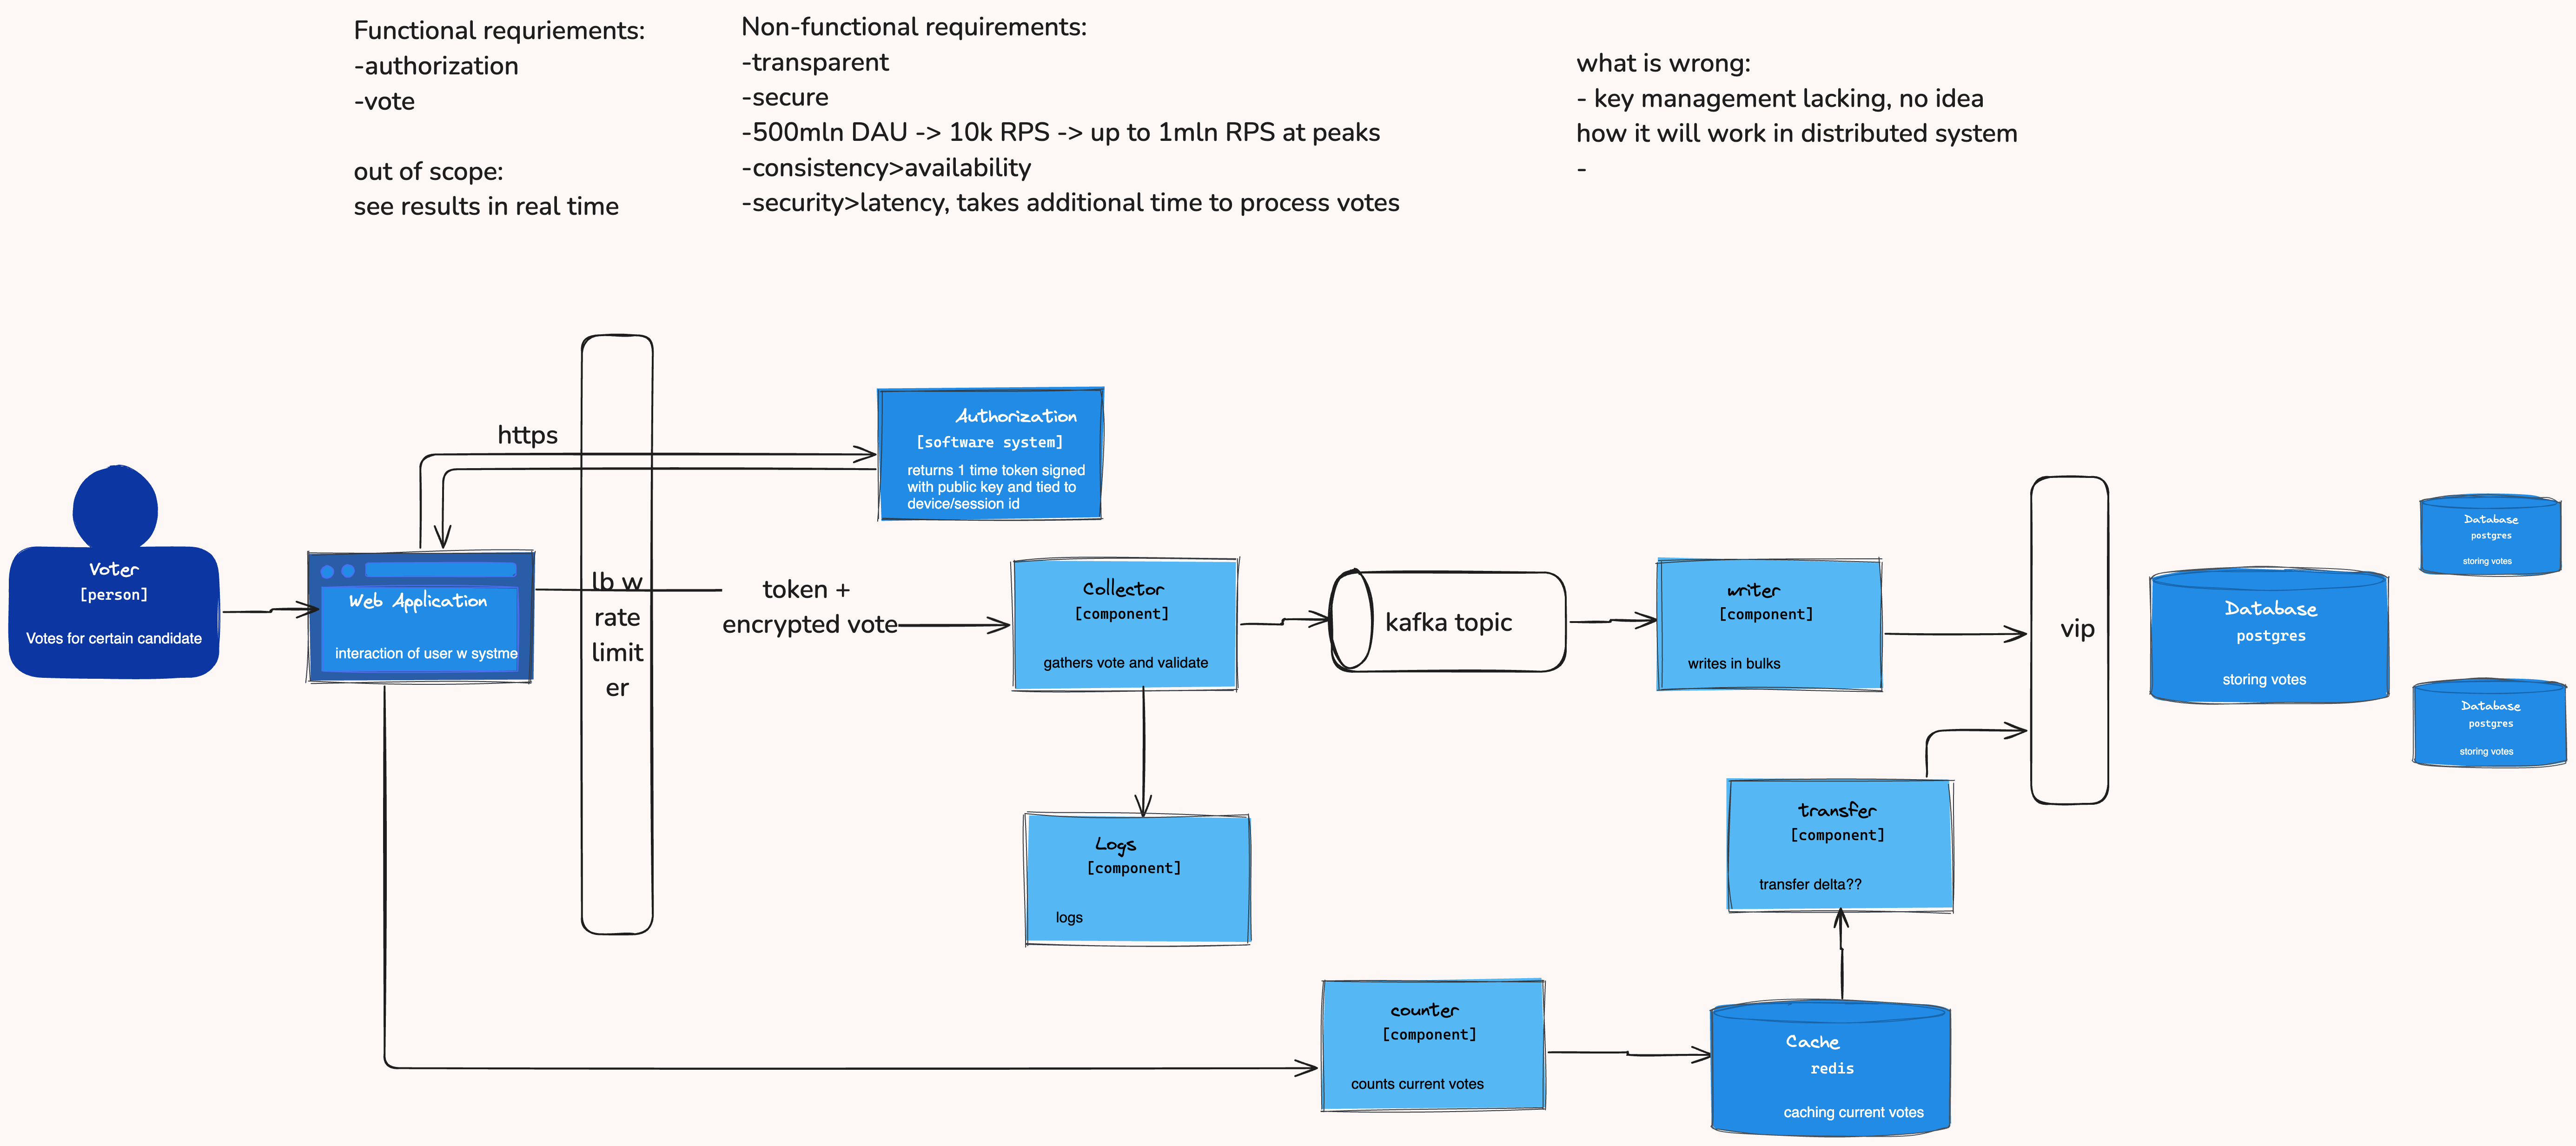 Functional requriements:
-authorization
-vote
out of scope:
see results in real time
Non-functional requirements:
-transparent
-secure
-500mln DAU -> 10k RPS -> up to 1mln RPS at peaks
-consistency>availability
-security>latency, takes additional time to process votes
what is wrong:
- key management lacking, no idea
how it will work in distributed system
-
Voter
[person]
Votes for certain candidate
Web Application
interaction of user w systme
https
lb w
rate
limit
er
Authorization
[software system]
returns 1 time token signed
with public key and tied to
device/session id
token +
encrypted vote
Collector
[component]
gathers vote and validate
Logs
[component]
logs
kafka topic
writer
[component]
writes in bulks
vip
Database
postgres
storing votes
Database
postgres
storing votes
Database
postgres
storing votes
transfer
[component]
transfer delta??
counter
[component]
counts current votes
Cache
redis
caching current votes